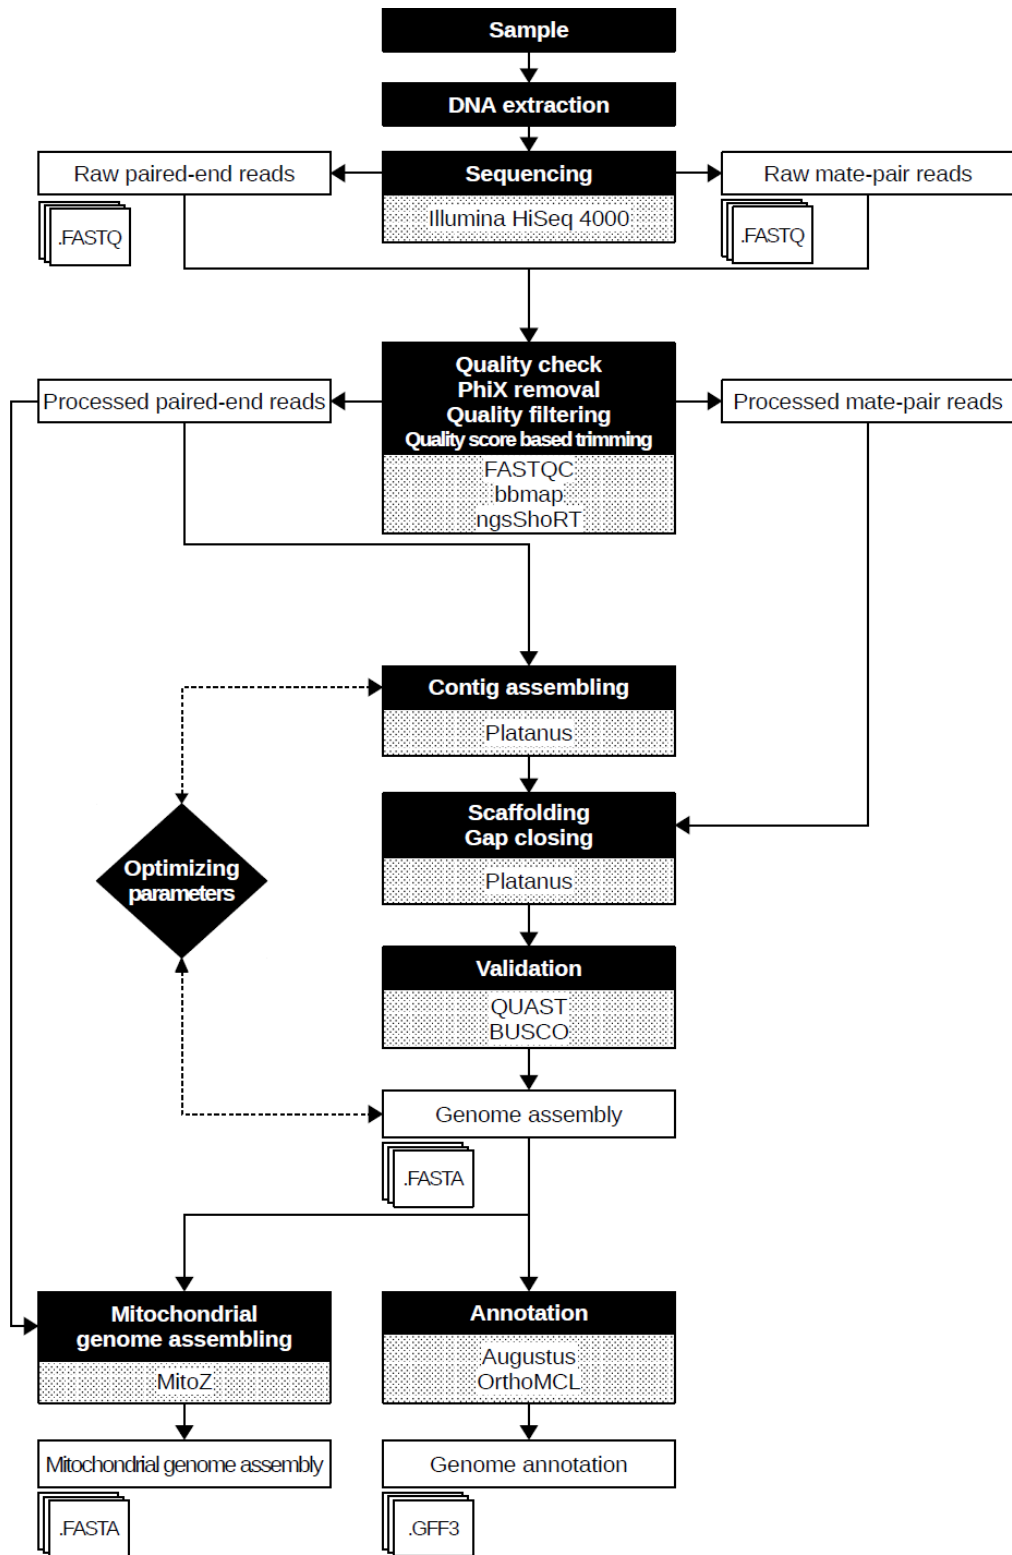 Sample
DNA extraction
Raw paired-end reads
Sequencing
Raw mate-pair reads
Illumina HiSeq 4000
.FASTQ
.FASTQ
Quality check
PhiX removal
Quality filtering
Quality score based trimming
Processed paired-end reads
Processed mate-pair reads
FASTQC
bbmap
ngsShoRT
Contig assembling
Platanus
Scaffolding
Gap closing
Platanus
Optimizing
parameters
Validation
QUAST
BUSCO
Genome assembly
.FASTA
Mitochondrial
genome assembling
MitoZ
Annotation
Augustus
OrthoMCL
Mitochondrial genome assembly
Genome annotation
.FASTA
.GFF3